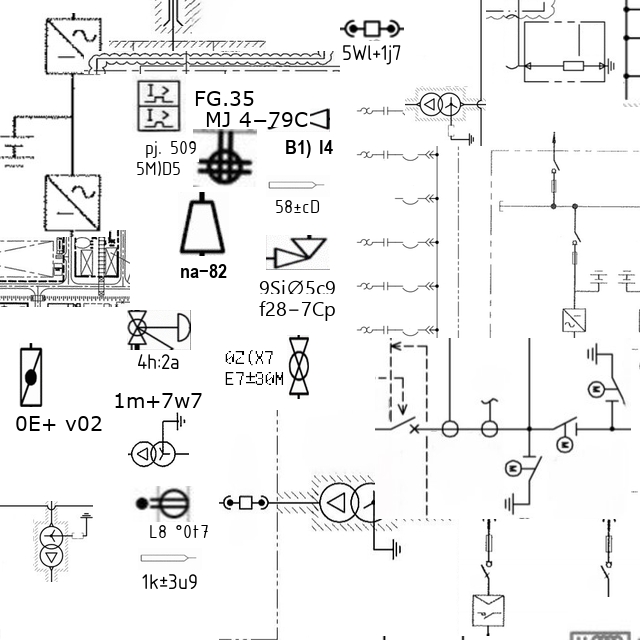 5Wl+1j7
FG.35
MJ 4-79C
pj. 509
5M)D5
B1) I4
58±cD
na-82
9SiØ5c9
f28-7Cp
4h:2a
0Z(X7
E7±30M
0E+ v02
1m+7w7
L8 °0t7
1k±3u9